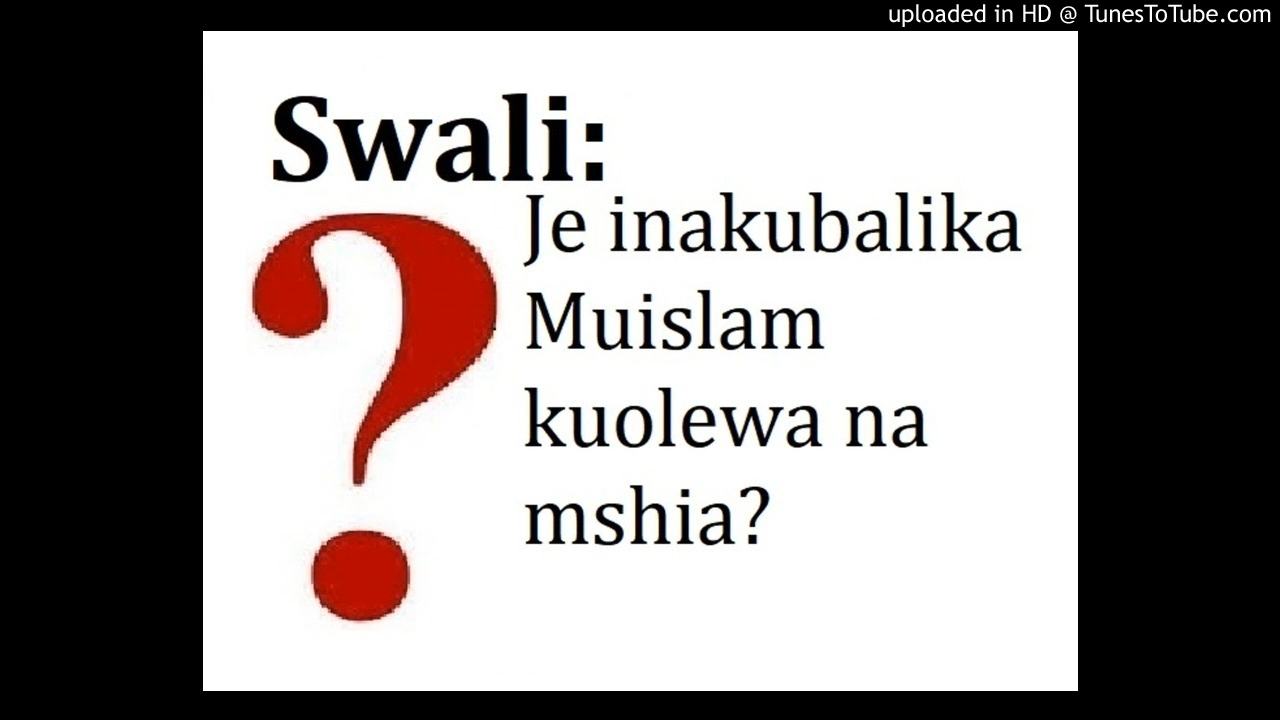 uploaded in HD @ TunesToTube.com
Swali:
Je inakubalika
Muislam
kuolewa na
mshia?